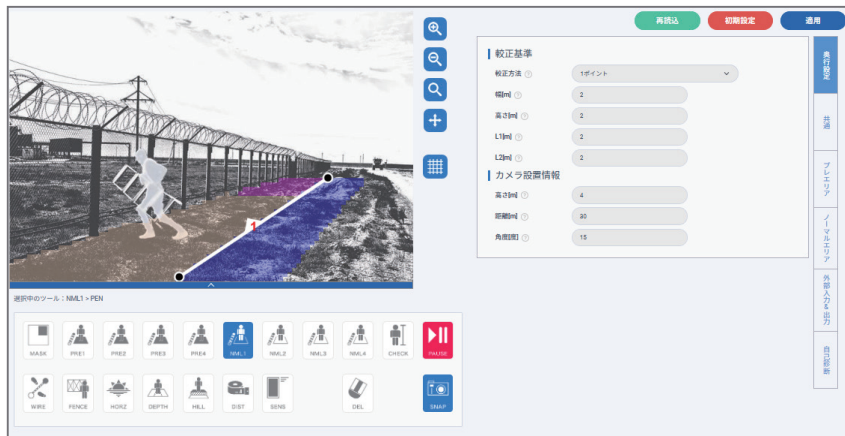 再読込
初期設定
適用
較正基準
較正方法
1ポイント
幅[m]
2
高さ[m]
2
L1[m]
2
L2[m]
2
カメラ設置情報
高さ[m]
4
距離[m]
30
角度[度]
15
奥行設定
共通
プレエリア
ノーマルエリア
外部入力&出力
自己診断
1
選択中のツール:NML1 > PEN
MASK
PRE1
PRE2
PRE3
PRE4
NML1
NML2
NML3
NML4
CHECK
PAUSE
WIRE
FENCE
HORZ
DEPTH
HILL
DIST
SENS
DEL
SNAP